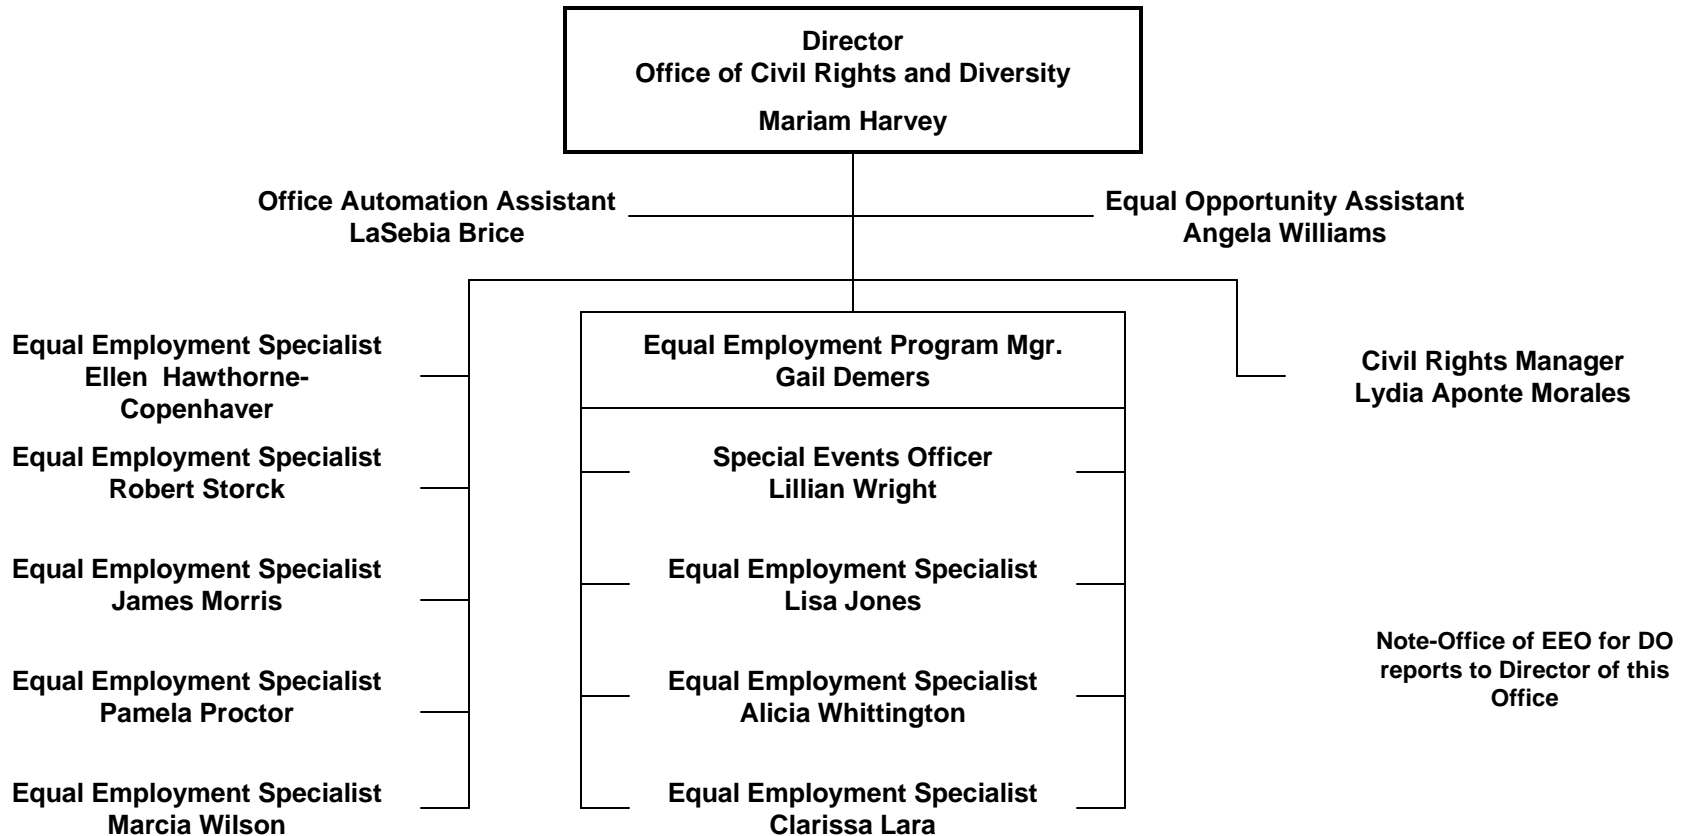 Director
Office of Civil Rights and Diversity
Mariam Harvey
Office Automation Assistant
LaSebia Brice
Equal Opportunity Assistant
Angela Williams
Equal Employment Specialist
Ellen Hawthorne-
Copenhaver
Equal Employment Specialist
Robert Storck
Equal Employment Specialist
James Morris
Equal Employment Specialist
Pamela Proctor
Equal Employment Specialist
Marcia Wilson
Equal Employment Program Mgr.
Gail Demers
Special Events Officer
Lillian Wright
Equal Employment Specialist
Lisa Jones
Equal Employment Specialist
Alicia Whittington
Equal Employment Specialist
Clarissa Lara
Civil Rights Manager
Lydia Aponte Morales
Note-Office of EEO for DO
reports to Director of this
Office